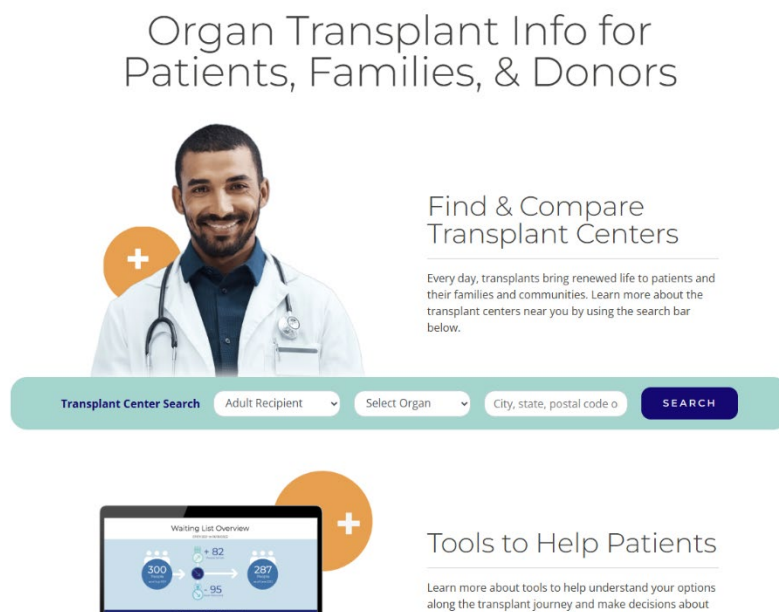 Organ Transplant Info for
Patients, Families, & Donors
Find & Compare
Transplant Centers
Every day, transplants bring renewed life to patients and
their families and communities. Learn more about the
transplant centers near you by using the search bar
below.
Transplant Center Search
Adult Recipient
Select Organ
City, state, postal code o
SEARCH
Waiting List Overview
300
People
+ 82
287
People
- 95
Tools to Help Patients
Learn more about tools to help understand your options
along the transplant journey and make decisions about